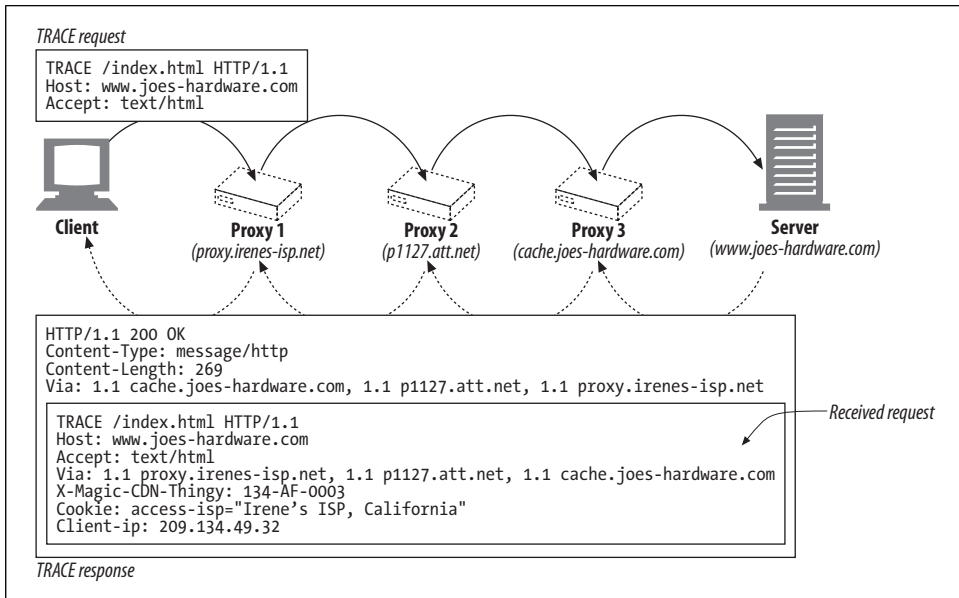 TRACE request
TRACE /index.html HTTP/1.1
Host: www.joes-hardware.com
Accept: text/html
Client
Proxy 1
(proxy.irenes-isp.net)
Proxy 2
(p1127.att.net)
Proxy 3
(cache.joes-hardware.com)
Server
(www.joes-hardware.com)
HTTP/1.1 200 OK
Content-Type: message/http
Content-Length: 269
Via: 1.1 cache.joes-hardware.com, 1.1 p1127.att.net, 1.1 proxy.irenes-isp.net
Received request
TRACE /index.html HTTP/1.1
Host: www.joes-hardware.com
Accept: text/html
Via: 1.1 proxy.irenes-isp.net, 1.1 p1127.att.net, 1.1 cache.joes-hardware.com
X-Magic-CDN-Thingy: 134-AF-0003
Cookie: access-isp="Irene's ISP, California"
Client-ip: 209.134.49.32
TRACE response